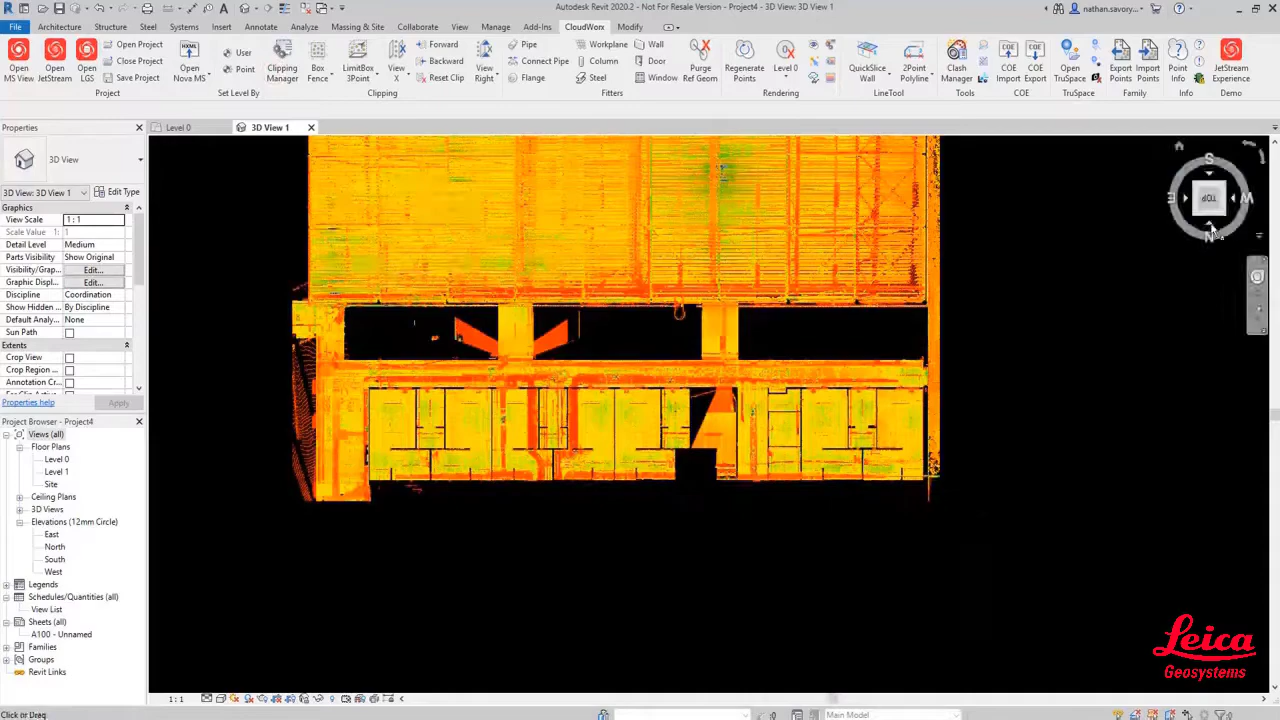 Autodesk Revit 2020.2 - Not For Resale Version - Project4 - 3D View: 3D View 1
nathan.savory...
File Architecture Structure Steel Systems Insert Annotate Analyze Massing & Site Collaborate View Manage Add-Ins CloudWorx Modify
Open MS View
Open JetStream
Open LGS
Open Project
Close Project
Save Project
Project
Open Nova MS
User
Point
Set Level By
Clipping Manager
Box Fence
LimitBox 3Point
View X
Forward
Backward
Reset Clip
Clipping
View Right
Pipe
Connect Pipe
Flange
Workplane
Column
Steel
Wall
Door
Window
Fitters
Purge Ref Geom
Regenerate Points
Level 0
Rendering
QuickSlice Wall
2Point Polyline
LineTool
Clash Manager
Tools
COE Import
COE Export
COE
Open TruSpace
TruSpace
Export Points
Import Points
Family
Point Info
Info
JetStream Experience
Demo
Properties
Level 0
3D View 1
3D View
3D View: 3D View 1
Edit Type
Graphics
View Scale 1 : 1
Scale Value 1: 1
Detail Level Medium
Parts Visibility Show Original
Visibility/Grap... Edit...
Graphic Displ... Edit...
Discipline Coordination
Show Hidden ... By Discipline
Default Analy... None
Sun Path
Extents
Crop View
Crop Region ...
Annotation Cr...
Properties help
Apply
Project Browser - Project4
Views (all)
Floor Plans
Level 0
Level 1
Site
Ceiling Plans
3D Views
Elevations (12mm Circle)
East
North
South
West
Legends
Schedules/Quantities (all)
View List
Sheets (all)
A100 - Unnamed
Families
Groups
Revit Links
S
E
TOP
W
N
Leica
Geosystems
1 : 1
Click or Drag
Main Model